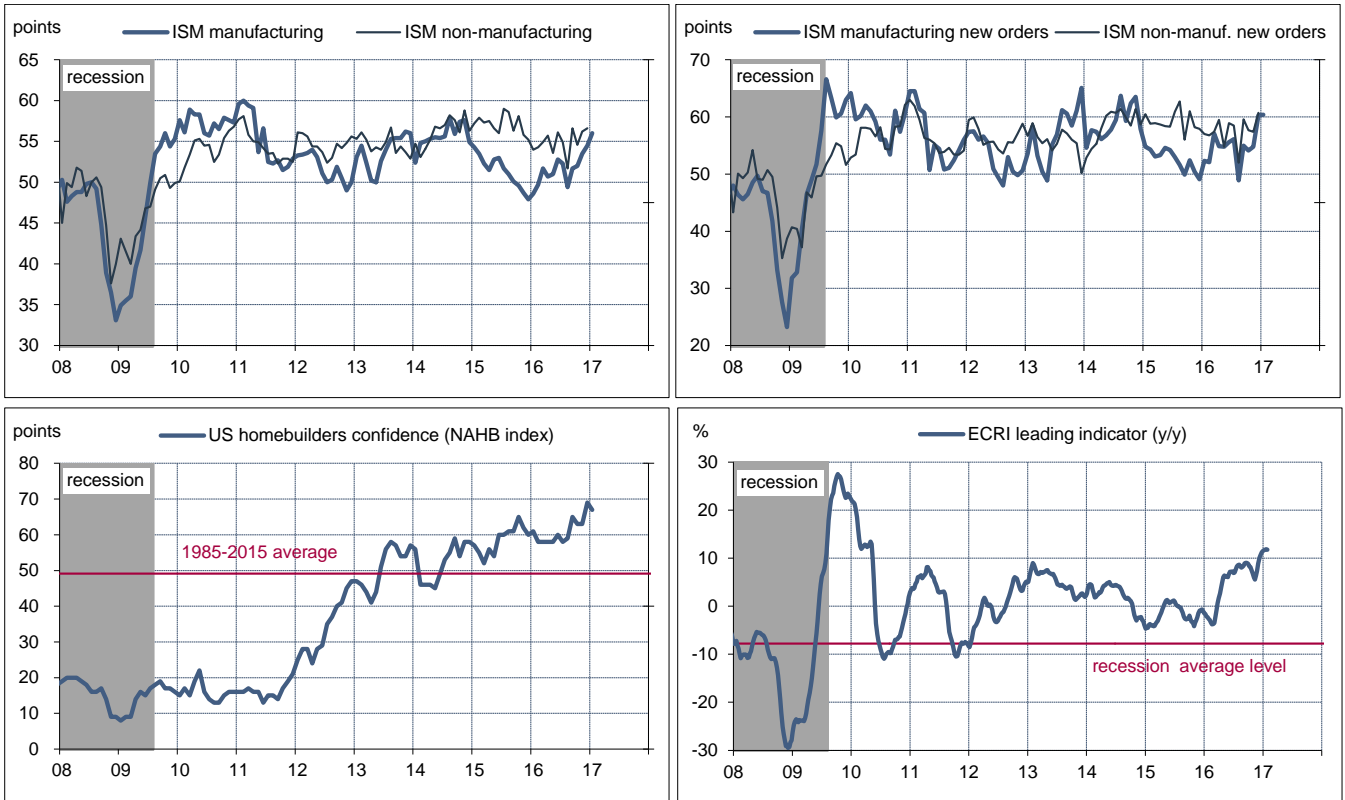 points
ISM manufacturing
ISM non-manufacturing
65
60
55
50
45
40
35
30
recession
08 09 10 11 12 13 14 15 16 17
points
ISM manufacturing new orders
ISM non-manuf. new orders
70
60
50
40
30
20
recession
08 09 10 11 12 13 14 15 16 17
points
US homebuilders confidence (NAHB index)
80
70
60
50
40
30
20
10
0
recession
1985-2015 average
08 09 10 11 12 13 14 15 16 17
%
ECRI leading indicator (y/y)
30
20
10
0
-10
-20
-30
recession
recession average level
08 09 10 11 12 13 14 15 16 17